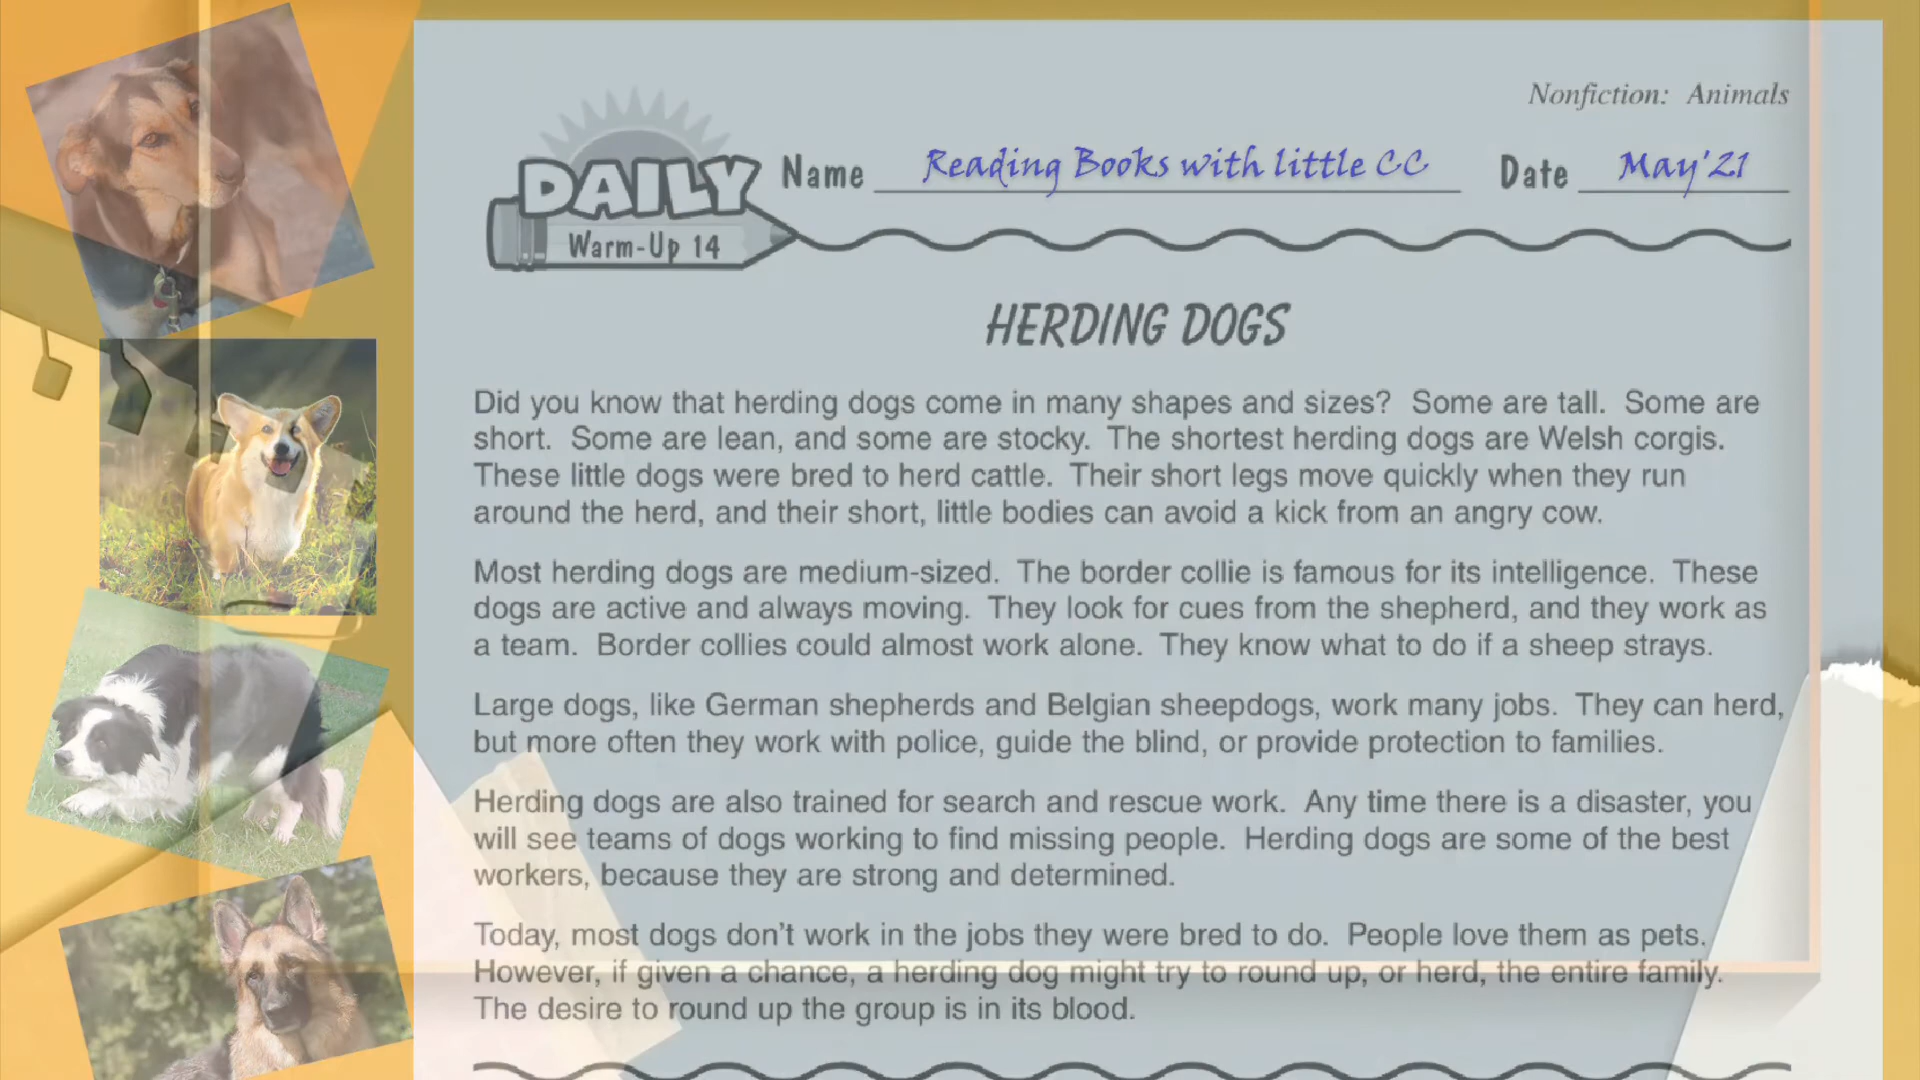 Nonfiction: Animals
DAILY
Warm-Up 14
Name Reading Books with little CC Date May'21
HERDING DOGS
Did you know that herding dogs come in many shapes and sizes? Some are tall. Some are
short. Some are lean, and some are stocky. The shortest herding dogs are Welsh corgis.
These little dogs were bred to herd cattle. Their short legs move quickly when they run
around the herd, and their short, little bodies can avoid a kick from an angry cow.
Most herding dogs are medium-sized. The border collie is famous for its intelligence. These
dogs are active and always moving. They look for cues from the shepherd, and they work as
a team. Border collies could almost work alone. They know what to do if a sheep strays.
Large dogs, like German shepherds and Belgian sheepdogs, work many jobs. They can herd,
but more often they work with police, guide the blind, or provide protection to families.
Herding dogs are also trained for search and rescue work. Any time there is a disaster, you
will see teams of dogs working to find missing people. Herding dogs are some of the best
workers, because they are strong and determined.
Today, most dogs don't work in the jobs they were bred to do. People love them as pets.
However, if given a chance, a herding dog might try to round up, or herd, the entire family.
The desire to round up the group is in its blood.